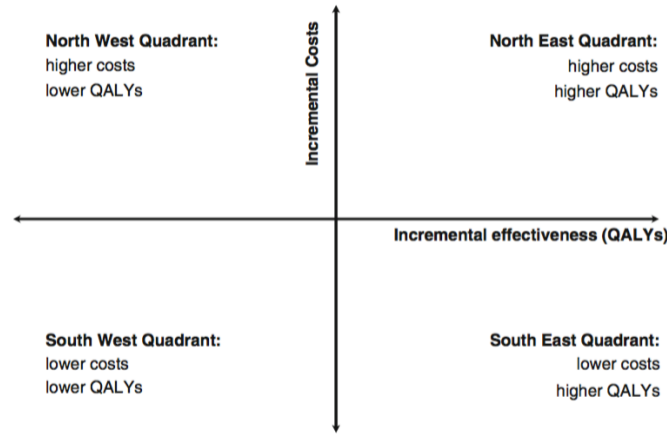 North West Quadrant:
higher costs
lower QALYs
Incremental Costs
North East Quadrant:
higher costs
higher QALYs
Incremental effectiveness (QALYs)
South West Quadrant:
lower costs
lower QALYs
South East Quadrant:
lower costs
higher QALYs